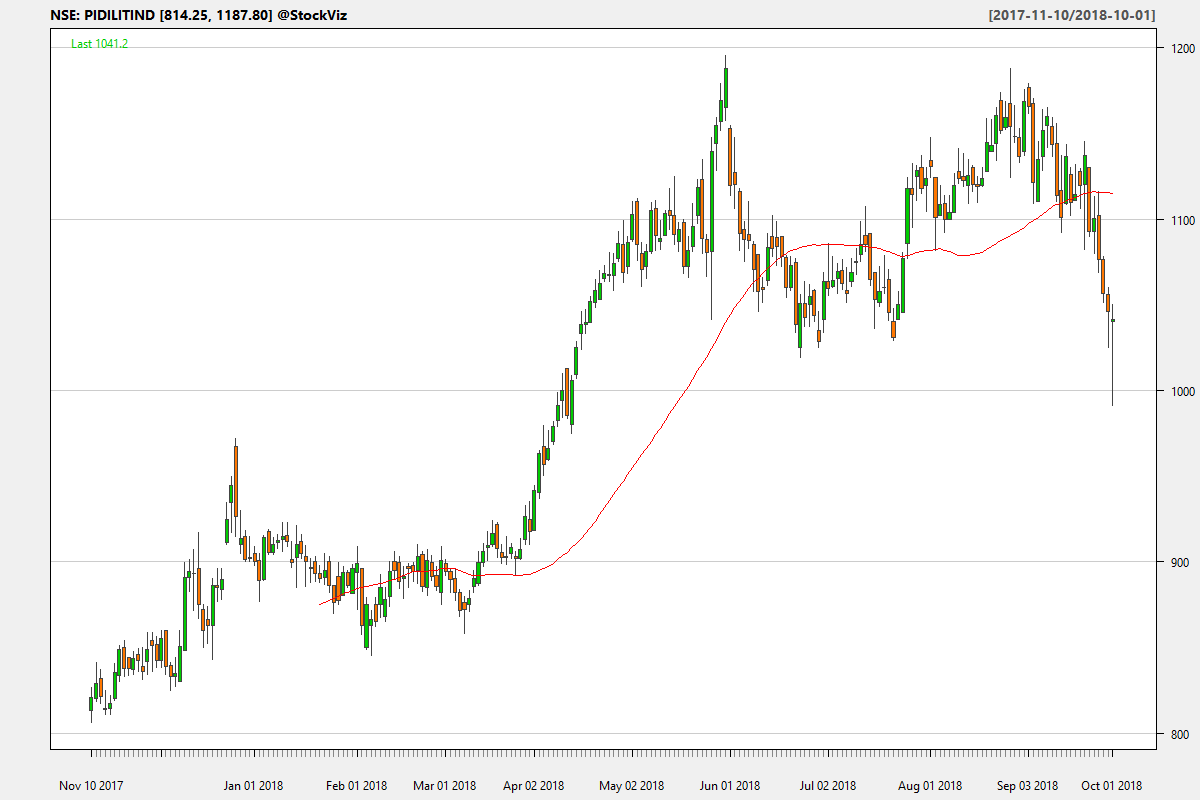 NSE: PIDILITIND [814.25, 1187.80] @StockViz [2017-11-10/2018-10-01]
Last 1041.2
1200
1100
1000
900
800
Nov 10 2017 Jan 01 2018 Feb 01 2018 Mar 01 2018 Apr 02 2018 May 02 2018 Jun 01 2018 Jul 02 2018 Aug 01 2018 Sep 03 2018 Oct 01 2018